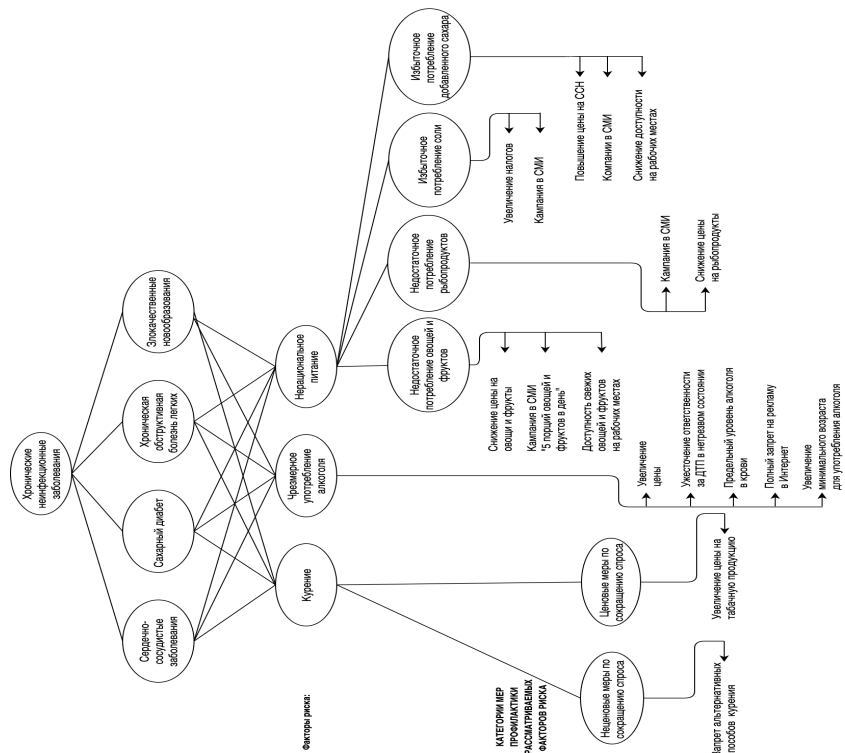 Хронические
неинфекционные
заболевания
Сердечно-
сосудистые
заболевания
Сахарный диабет
Хроническая
обструктивная
болезнь легких
Злокачественные
новообразования
Факторы риска:
Курение
Чрезмерное
употребление
алкоголя
Нерациональное
питание
Недостаточное
потребление овощей и
фруктов
Недостаточное
потребление
рыбопродуктов
Избыточное
потребление соли
Избыточное
потребление
добавленного сахара
КАТЕГОРИИ МЕР
ПРОФИЛАКТИКИ
РАССМАТРИВАЕМЫХ
ФАКТОРОВ РИСКА
Неценовые меры по
сокращению спроса
Ценовые меры по
сокращению спроса
Запрет альтернативных
способов курения
Увеличение цены на
табачную продукцию
Увеличение
цены
Ужесточение ответственности
за ДТП в нетрезвом состоянии
Предельный уровень алкоголя
в крови
Полный запрет на рекламу
в Интернет
Увеличение
минимального возраста
для употребления алкоголя
Снижение цены на
овощи и фрукты
Кампания в СМИ
"5 порций овощей и
фруктов в день"
Доступность свежих
овощей и фруктов
на рабочих местах
Кампания в СМИ
Снижение цены
на рыбопродукты
Увеличение налогов
Кампания в СМИ
Повышение цены на ССН
Компании в СМИ
Снижение доступности
на рабочих местах